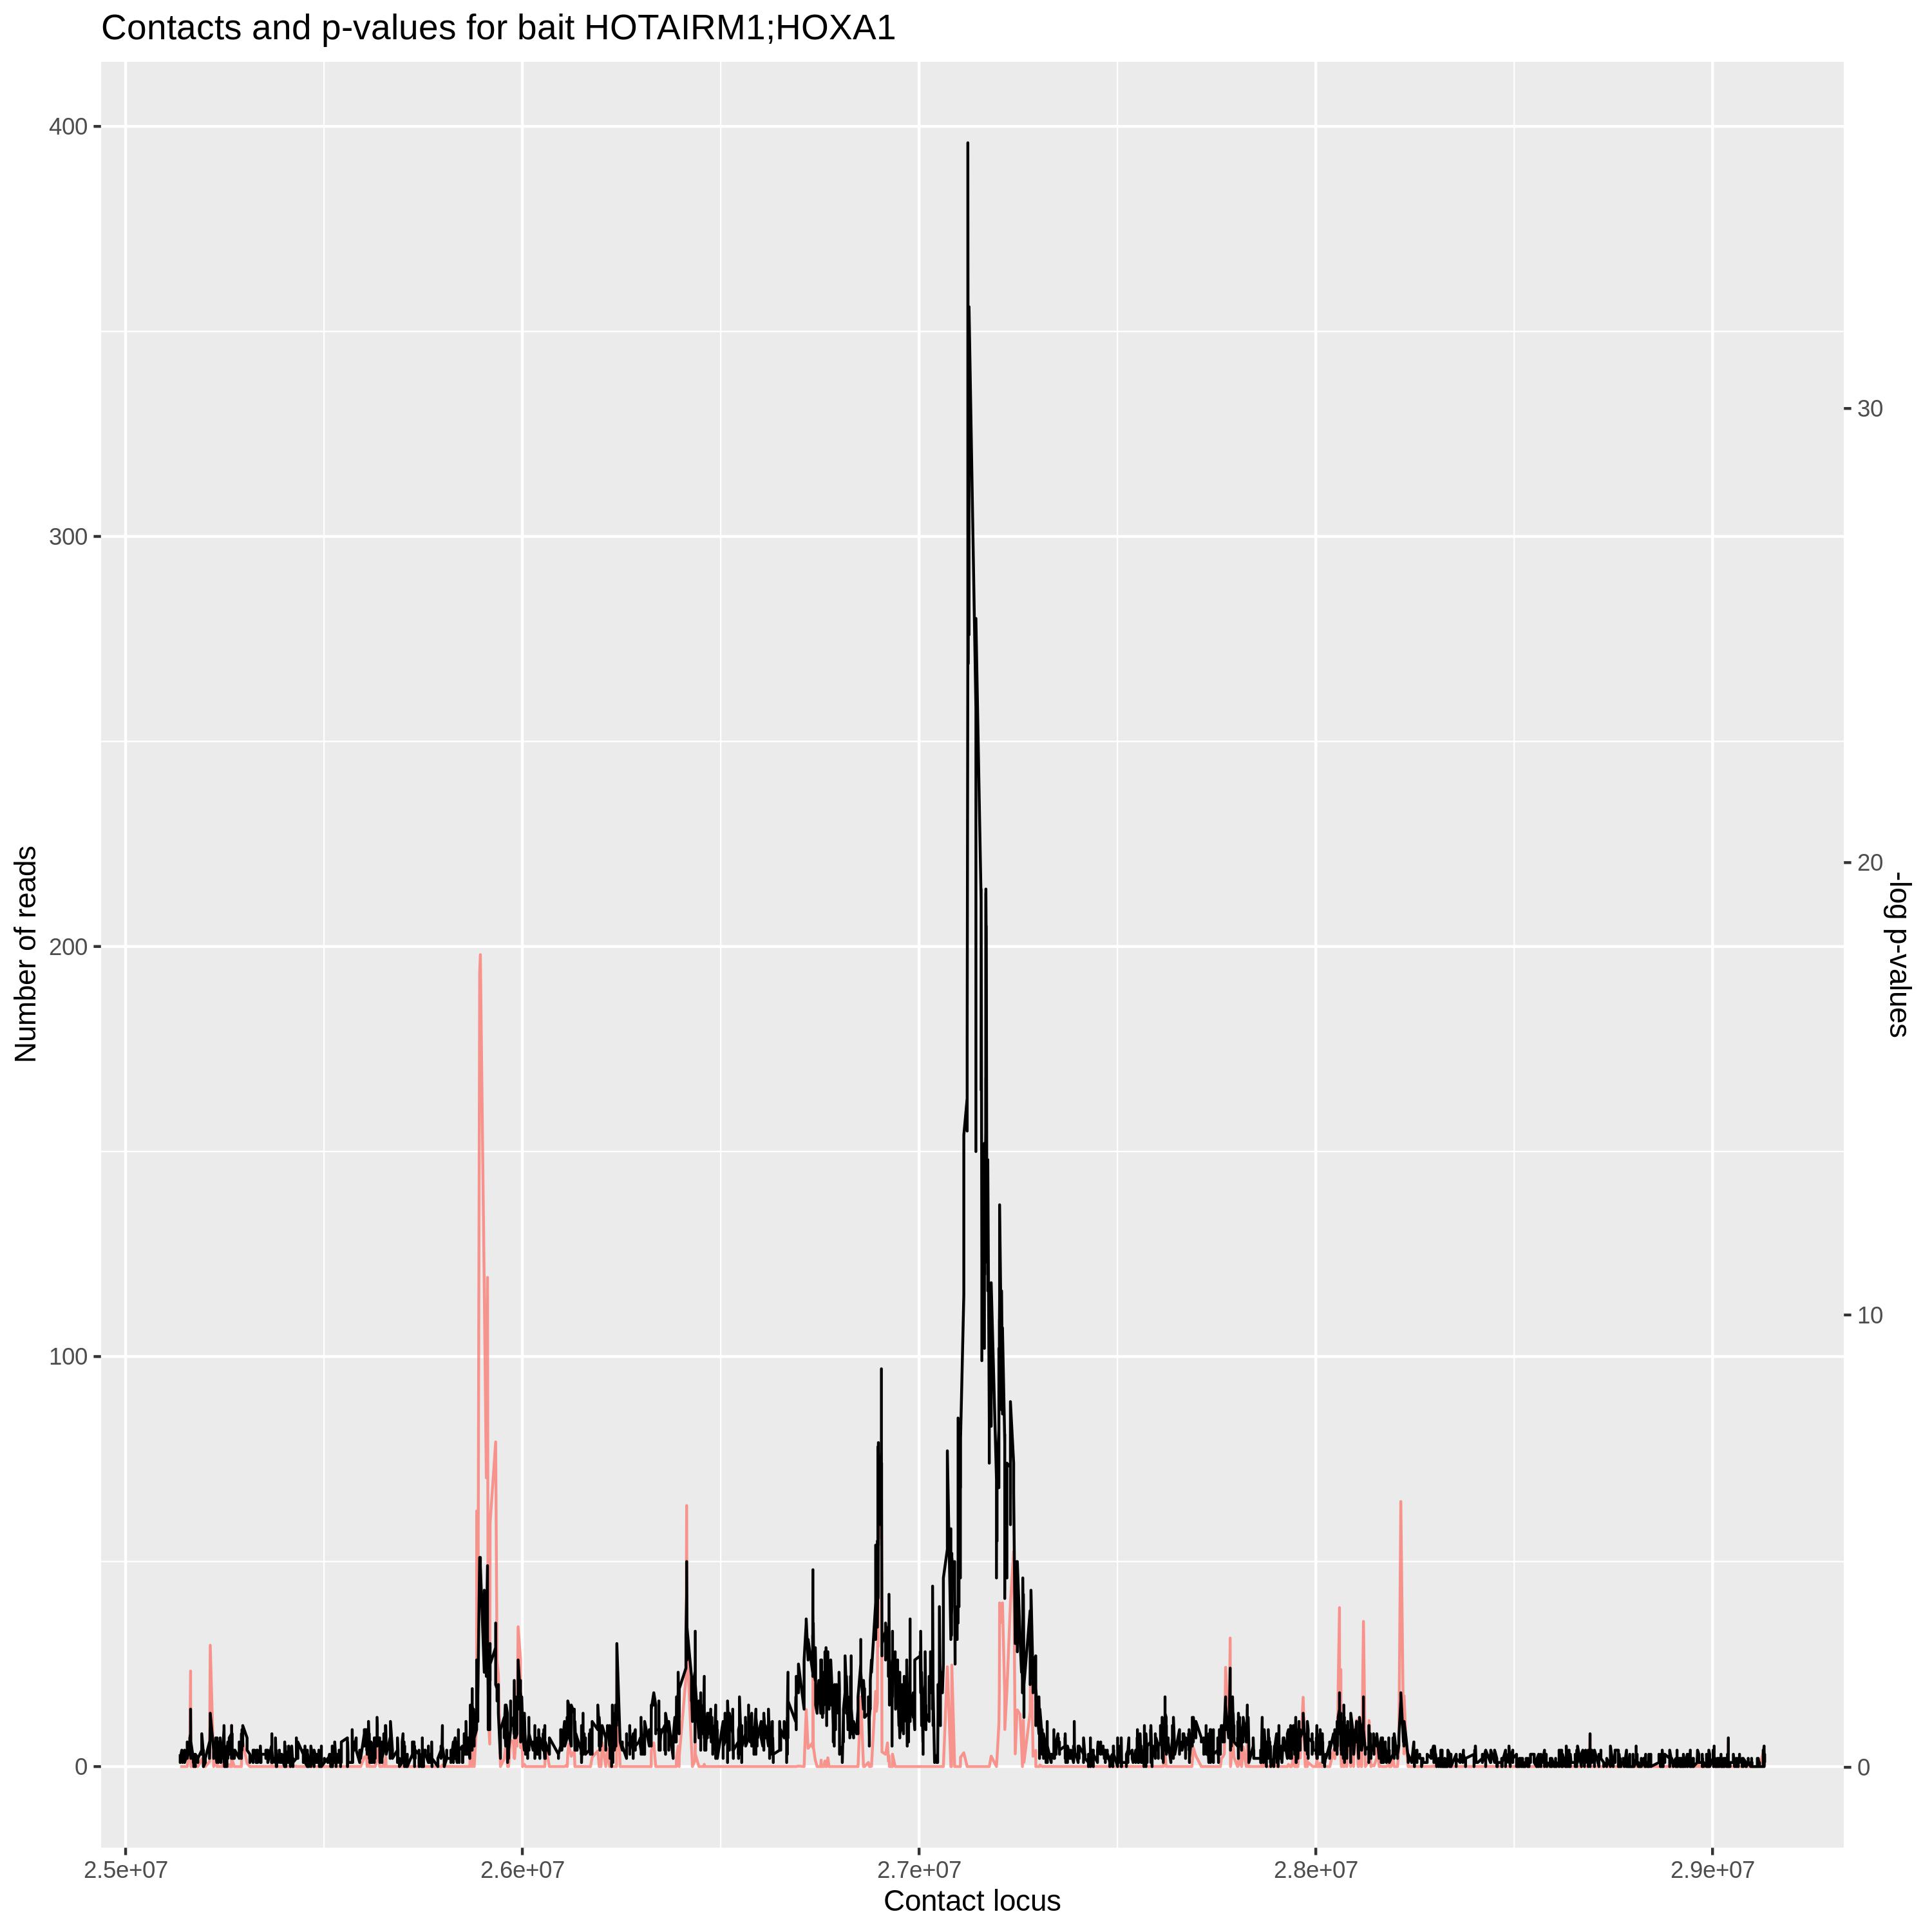 Contacts and p-values for bait HOTAIRM1;HOXA1
400
300
200
100
0
Number of reads
30
20
10
0
-log p-values
2.5e+07
2.6e+07
2.7e+07
2.8e+07
2.9e+07
Contact locus